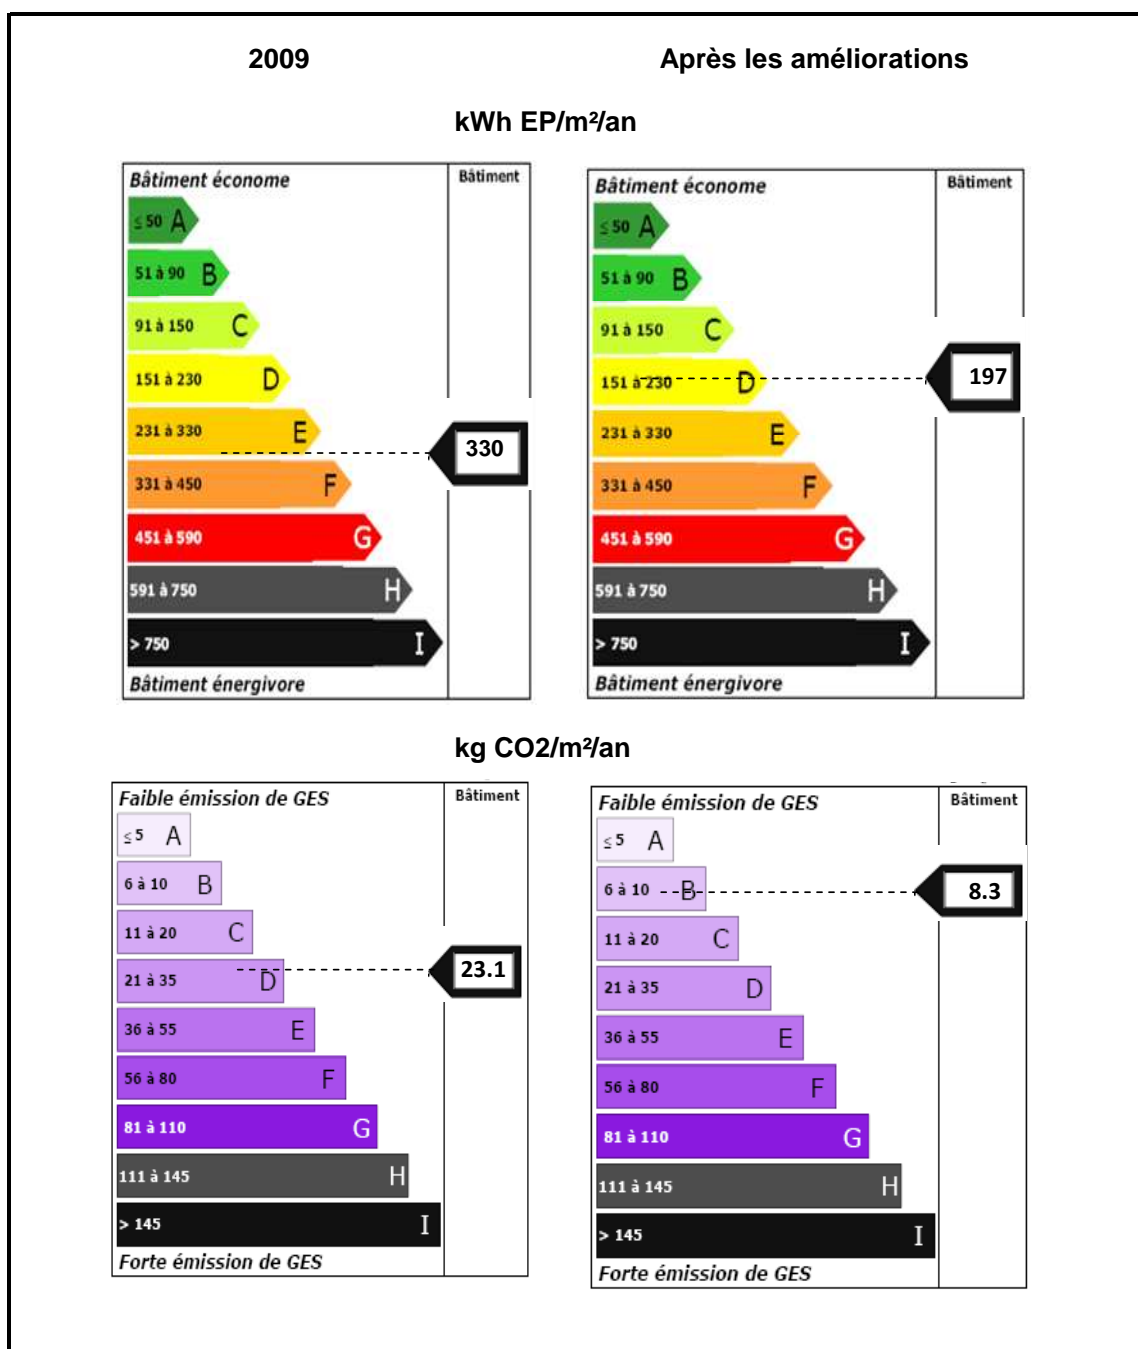 2009
Après les améliorations
kWh EP/m²/an
Bâtiment économe
Bâtiment
≤ 50 A
51 à 90 B
91 à 150 C
151 à 230 D
231 à 330 E
330
331 à 450 F
451 à 590 G
591 à 750 H
> 750 I
Bâtiment énergivore
Bâtiment économe
Bâtiment
≤ 50 A
51 à 90 B
91 à 150 C
151 à 230 D
197
231 à 330 E
331 à 450 F
451 à 590 G
591 à 750 H
> 750 I
Bâtiment énergivore
kg CO2/m²/an
Faible émission de GES
Bâtiment
≤ 5 A
6 à 10 B
11 à 20 C
21 à 35 D
23.1
36 à 55 E
56 à 80 F
81 à 110 G
111 à 145 H
> 145 I
Forte émission de GES
Faible émission de GES
Bâtiment
≤ 5 A
6 à 10 B
8.3
11 à 20 C
21 à 35 D
36 à 55 E
56 à 80 F
81 à 110 G
111 à 145 H
> 145 I
Forte émission de GES